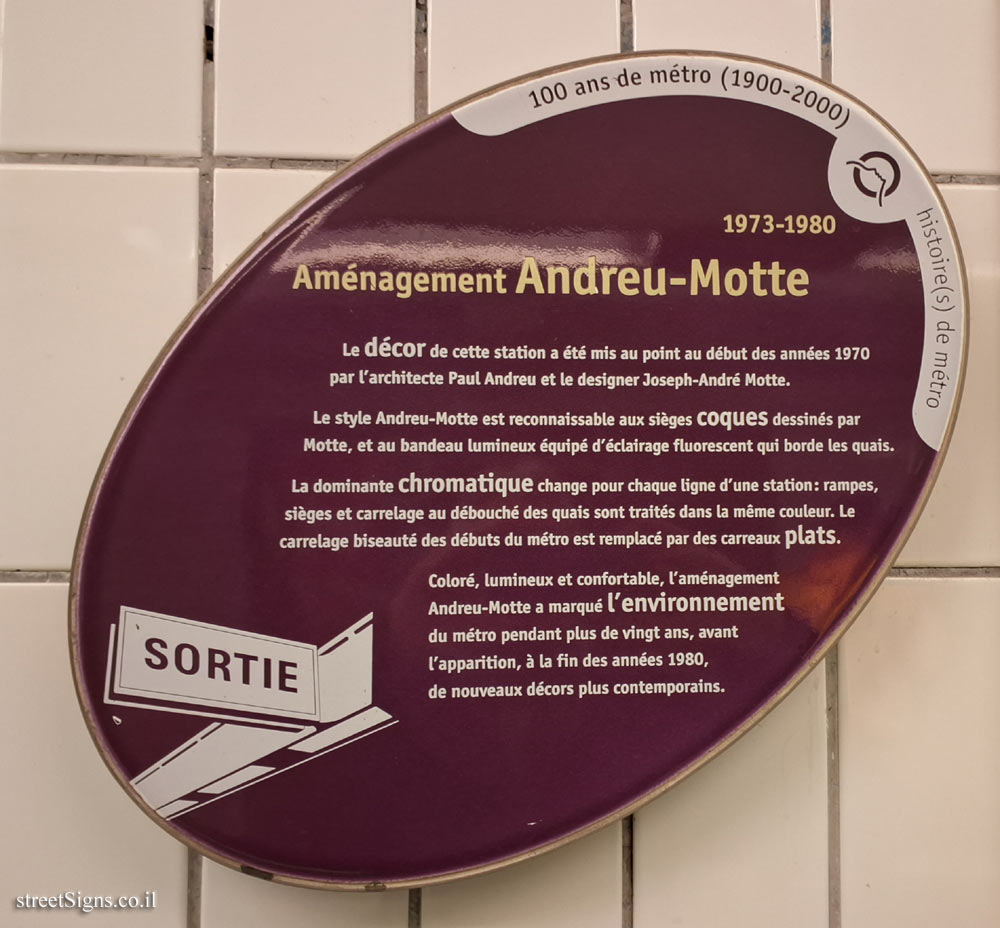 100 ans de métro (1900-2000)
histoire(s) de métro
1973-1980
Aménagement Andreu-Motte
Le décor de cette station a été mis au point au début des années 1970
par l'architecte Paul Andreu et le designer Joseph-André Motte.
Le style Andreu-Motte est reconnaissable aux sièges coques dessinés par
Motte, et au bandeau lumineux équipé d'éclairage fluorescent qui borde les quais.
La dominante chromatique change pour chaque ligne d'une station : rampes,
sièges et carrelage au débouché des quais sont traités dans la même couleur. Le
carrelage biseauté des débuts du métro est remplacé par des carreaux plats.
Coloré, lumineux et confortable, l'aménagement
Andreu-Motte a marqué l'environnement
du métro pendant plus de vingt ans, avant
l'apparition, à la fin des années 1980,
de nouveaux décors plus contemporains.
SORTIE
streetSigns.co.il